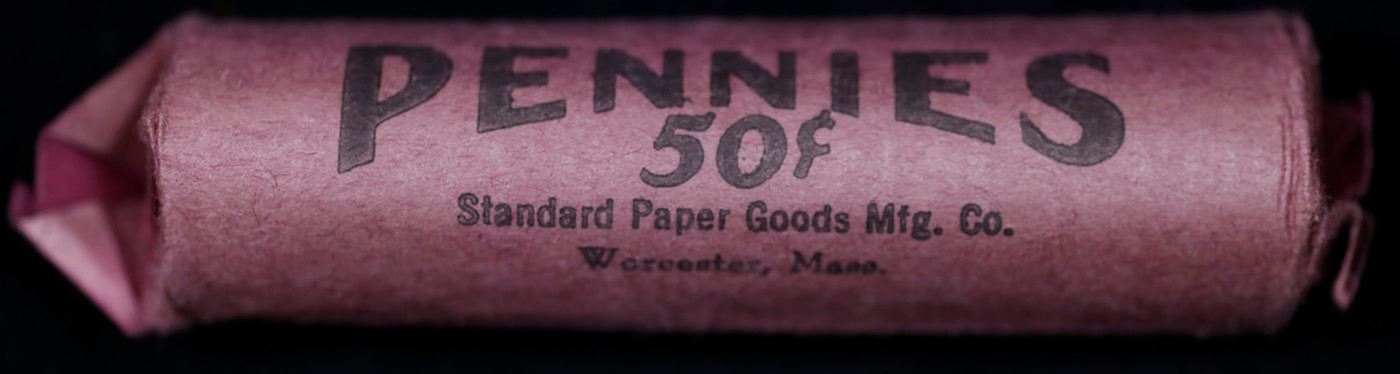 PENNIES
50¢
Standard Paper Goods Mfg. Co.
Worcester, Mass.